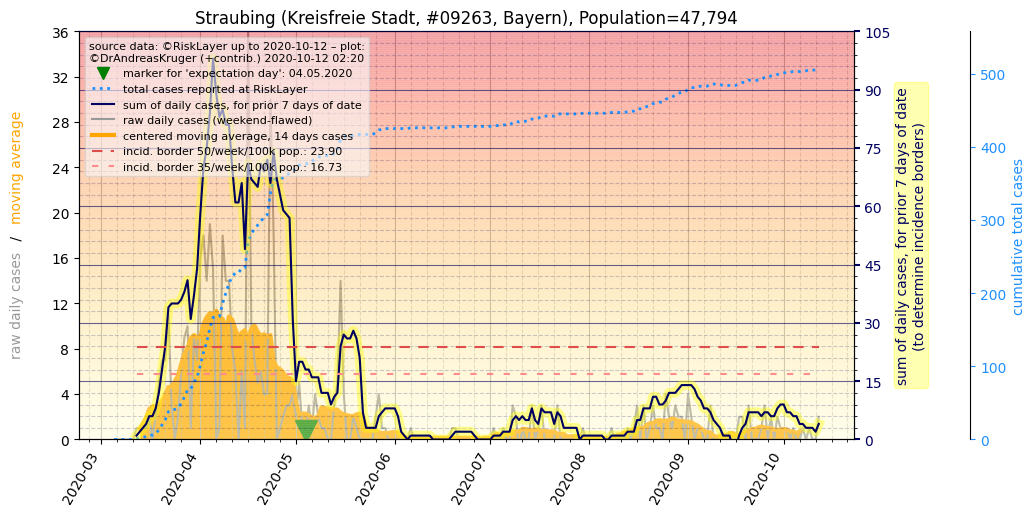 Straubing (Kreisfreie Stadt, #09263, Bayern), Population=47,794
source data: ©RiskLayer up to 2020-10-12 – plot:
©DrAndreasKruger (+contrib.) 2020-10-12 02:20
marker for 'expectation day': 04.05.2020
total cases reported at RiskLayer
sum of daily cases, for prior 7 days of date
raw daily cases (weekend-flawed)
centered moving average, 14 days cases
incid. border 50/week/100k pop.: 23.90
incid. border 35/week/100k pop.: 16.73
raw daily cases / moving average
36
32
28
24
20
16
12
8
4
0
105
90
75
60
45
30
15
0
sum of daily cases, for prior 7 days of date
(to determine incidence borders)
500
400
300
200
100
0
cumulative total cases
2020-03
2020-04
2020-05
2020-06
2020-07
2020-08
2020-09
2020-10